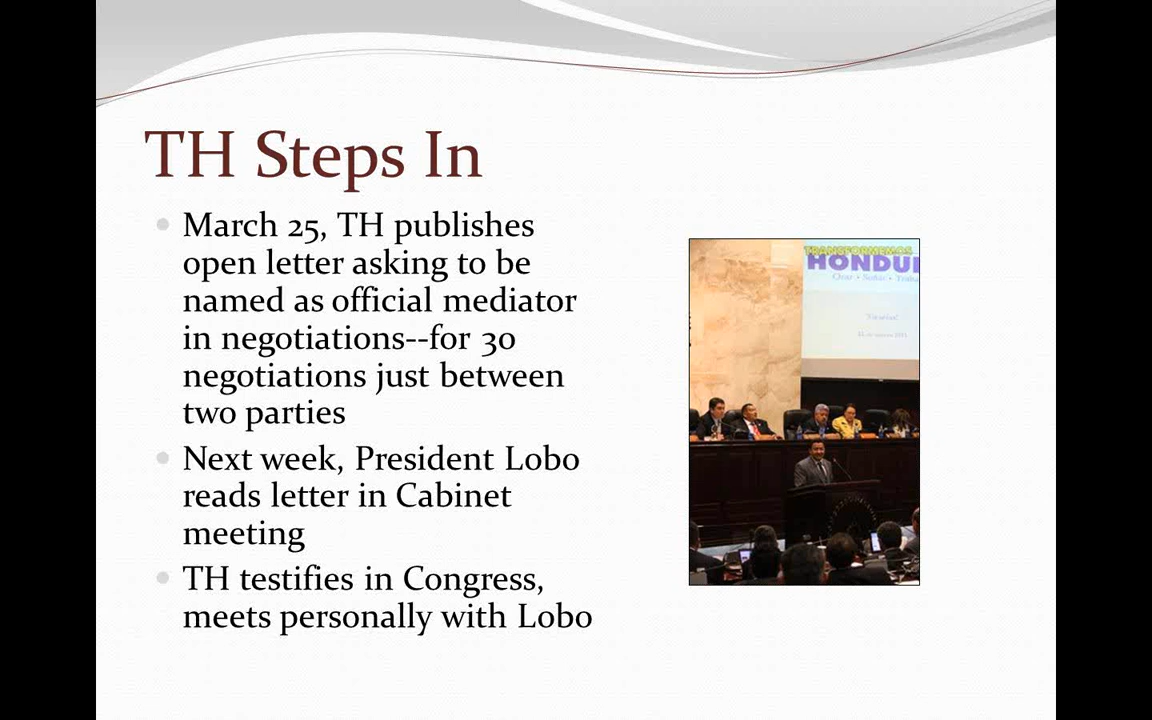 TH Steps In
March 25, TH publishes
open letter asking to be
named as official mediator
in negotiations--for 30
negotiations just between
two parties
Next week, President Lobo
reads letter in Cabinet
meeting
TH testifies in Congress,
meets personally with Lobo
TRANSFORMEMOS
HONDU